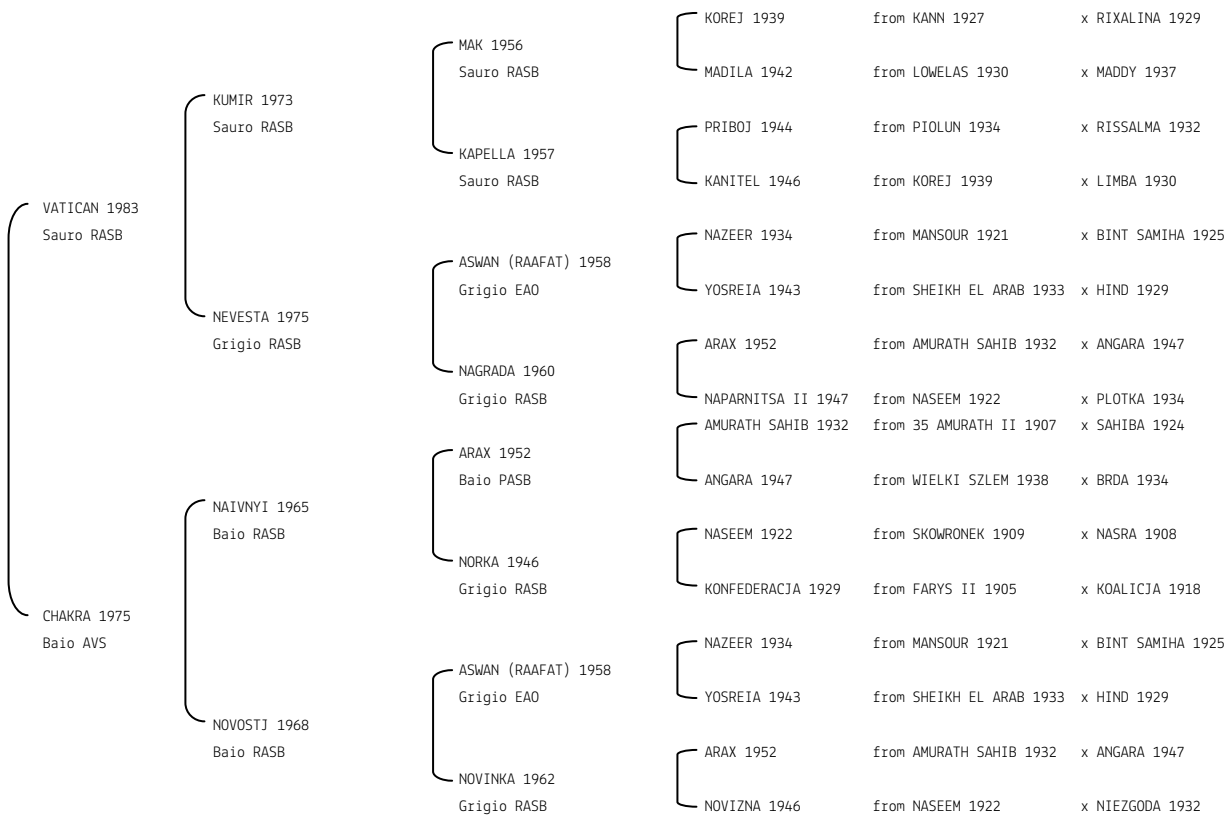 KOREJ 1939 from KANN 1927 x RIXALINA 1929
MAK 1956
Sauro RASB
MADILA 1942 from LOWELAS 1930 x MADDY 1937
KUMIR 1973
Sauro RASB
PRIBOJ 1944 from PIOLUN 1934 x RISSALMA 1932
KAPELLA 1957
Sauro RASB
KANITEL 1946 from KOREJ 1939 x LIMBA 1930
VATICAN 1983
Sauro RASB
NAZEER 1934 from MANSOUR 1921 x BINT SAMIHA 1925
ASWAN (RAAFAT) 1958
Grigio EAO
YOSREIA 1943 from SHEIKH EL ARAB 1933 x HIND 1929
NEVESTA 1975
Grigio RASB
ARAX 1952 from AMURATH SAHIB 1932 x ANGARA 1947
NAGRADA 1960
Grigio RASB
NAPARNITSA II 1947 from NASEEM 1922 x PLOTKA 1934
AMURATH SAHIB 1932 from 35 AMURATH II 1907 x SAHIBA 1924
ARAX 1952
Baio PASB
ANGARA 1947 from WIELKI SZLEM 1938 x BRDA 1934
NAIVNYI 1965
Baio RASB
NASEEM 1922 from SKOWRONEK 1909 x NASRA 1908
NORKA 1946
Grigio RASB
KONFEDERACJA 1929 from FARYS II 1905 x KOALICJA 1918
CHAKRA 1975
Baio AVS
NAZEER 1934 from MANSOUR 1921 x BINT SAMIHA 1925
ASWAN (RAAFAT) 1958
Grigio EAO
YOSREIA 1943 from SHEIKH EL ARAB 1933 x HIND 1929
NOVOSTJ 1968
Baio RASB
ARAX 1952 from AMURATH SAHIB 1932 x ANGARA 1947
NOVINKA 1962
Grigio RASB
NOVIZNA 1946 from NASEEM 1922 x NIEZGODA 1932